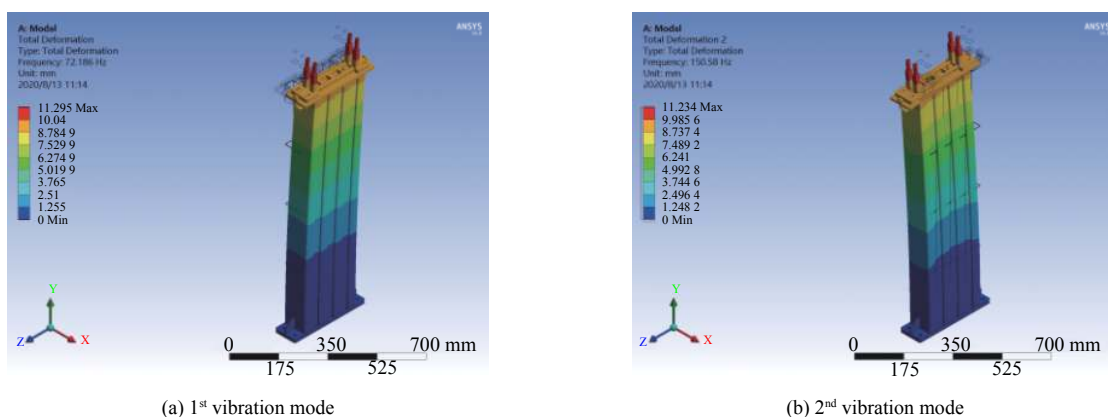 A: Modal
Total Deformation
Type: Total Deformation
Frequency: 72.186 Hz
Unit: mm
2020/8/13 11:14
ANSYS
11.295 Max
10.04
8.784 9
7.529 9
6.274 9
5.019 9
3.765
2.51
1.255
0 Min
Y
Z
X
0 350 700 mm
175 525
(a) 1st vibration mode
A: Modal
Total Deformation 2
Type: Total Deformation
Frequency: 150.58 Hz
Unit: mm
2020/8/13 11:14
ANSYS
11.234 Max
9.985 6
8.737 4
7.489 2
6.241
4.992 8
3.744 6
2.496 4
1.248 2
0 Min
Y
Z
X
0 350 700 mm
175 525
(b) 2nd vibration mode